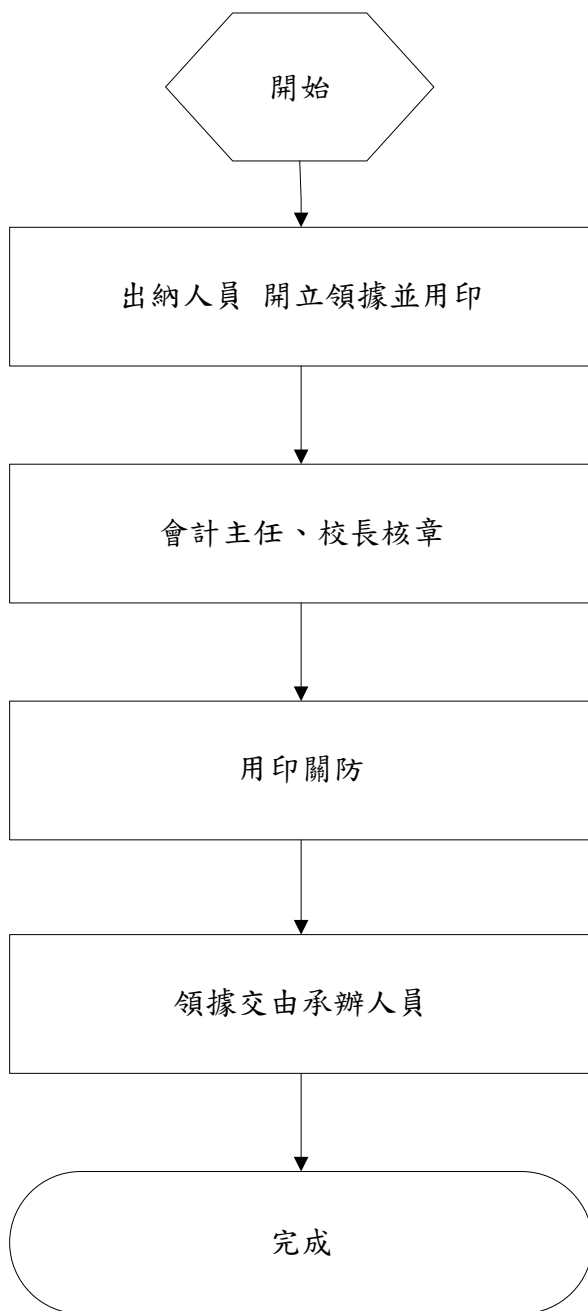 開始
出納人員 開立領據並用印
會計主任、校長核章
用印關防
領據交由承辦人員
完成